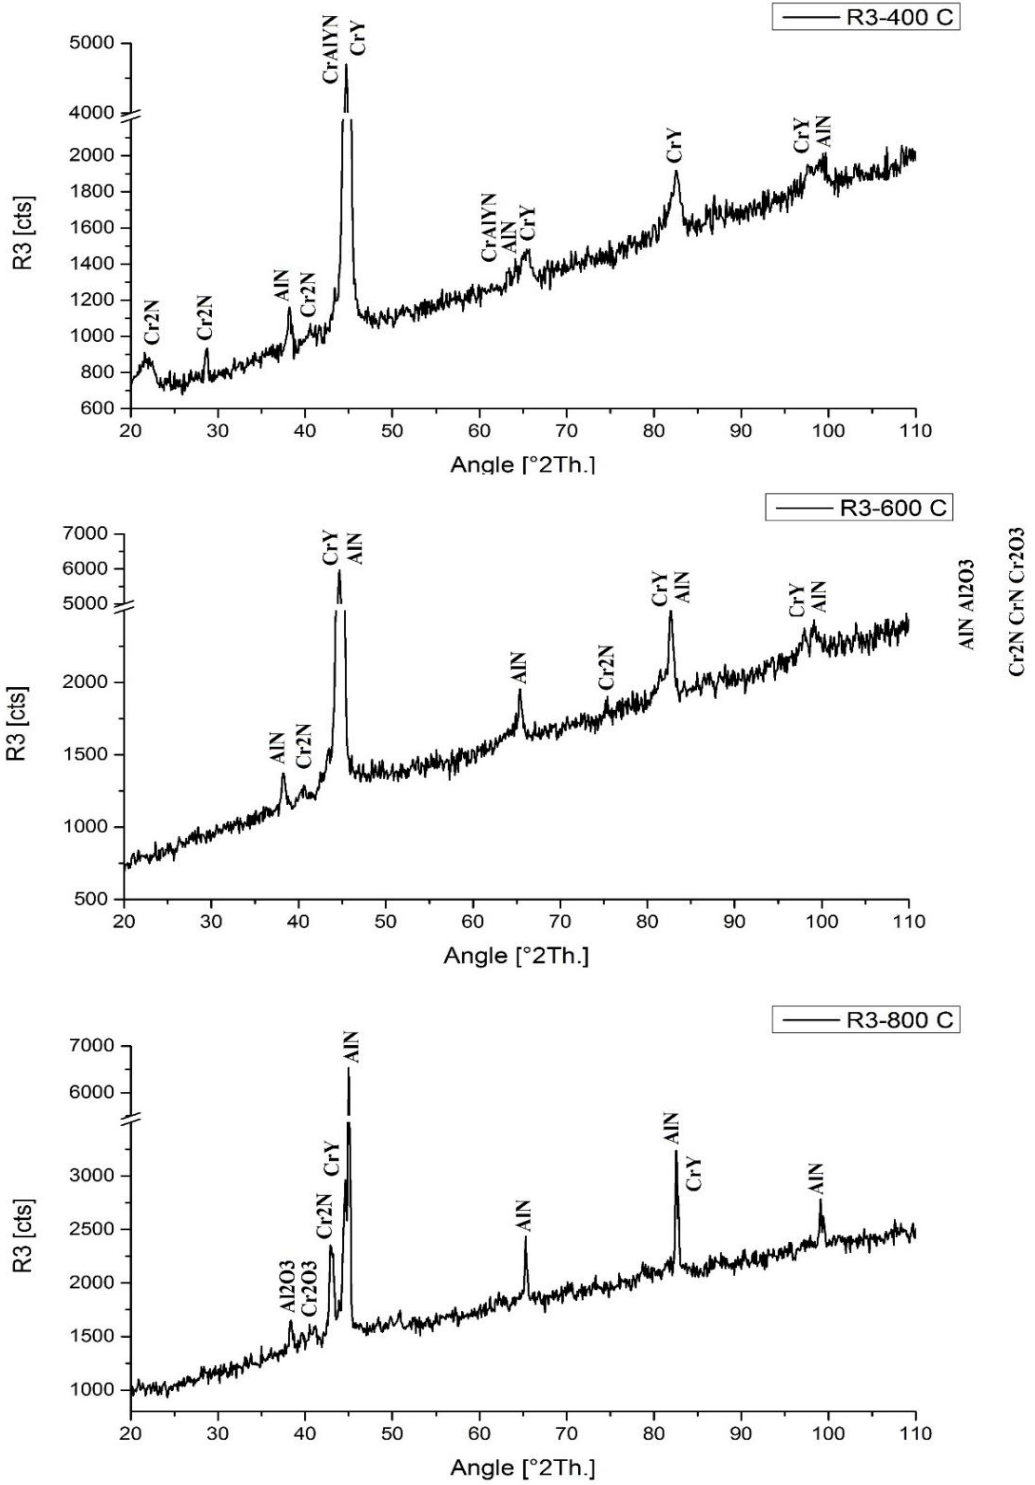 R3-400 C
CrAlYN
CrY
5000
4000
2000
1800
1600
1400
1200
1000
800
600
R3 [cts]
Cr2N
Cr2N
AlN
Cr2N
CrAlYN
AlN
CrY
CrY
CrY
AlN
20 30 40 50 60 70 80 90 100 110
Angle [°2Th.]
R3-600 C
7000
6000
5000
2000
1500
1000
500
R3 [cts]
AlN
Cr2N
CrY
AlN
AlN
Cr2N
CrY
AlN
CrY
AlN
AlN Al2O3
Cr2N CrN Cr2O3
20 30 40 50 60 70 80 90 100 110
Angle [°2Th.]
R3-800 C
7000
6000
3000
2500
2000
1500
1000
R3 [cts]
Al2O3
Cr2O3
Cr2N
CrY
AlN
AlN
AlN
CrY
AlN
20 30 40 50 60 70 80 90 100 110
Angle [°2Th.]